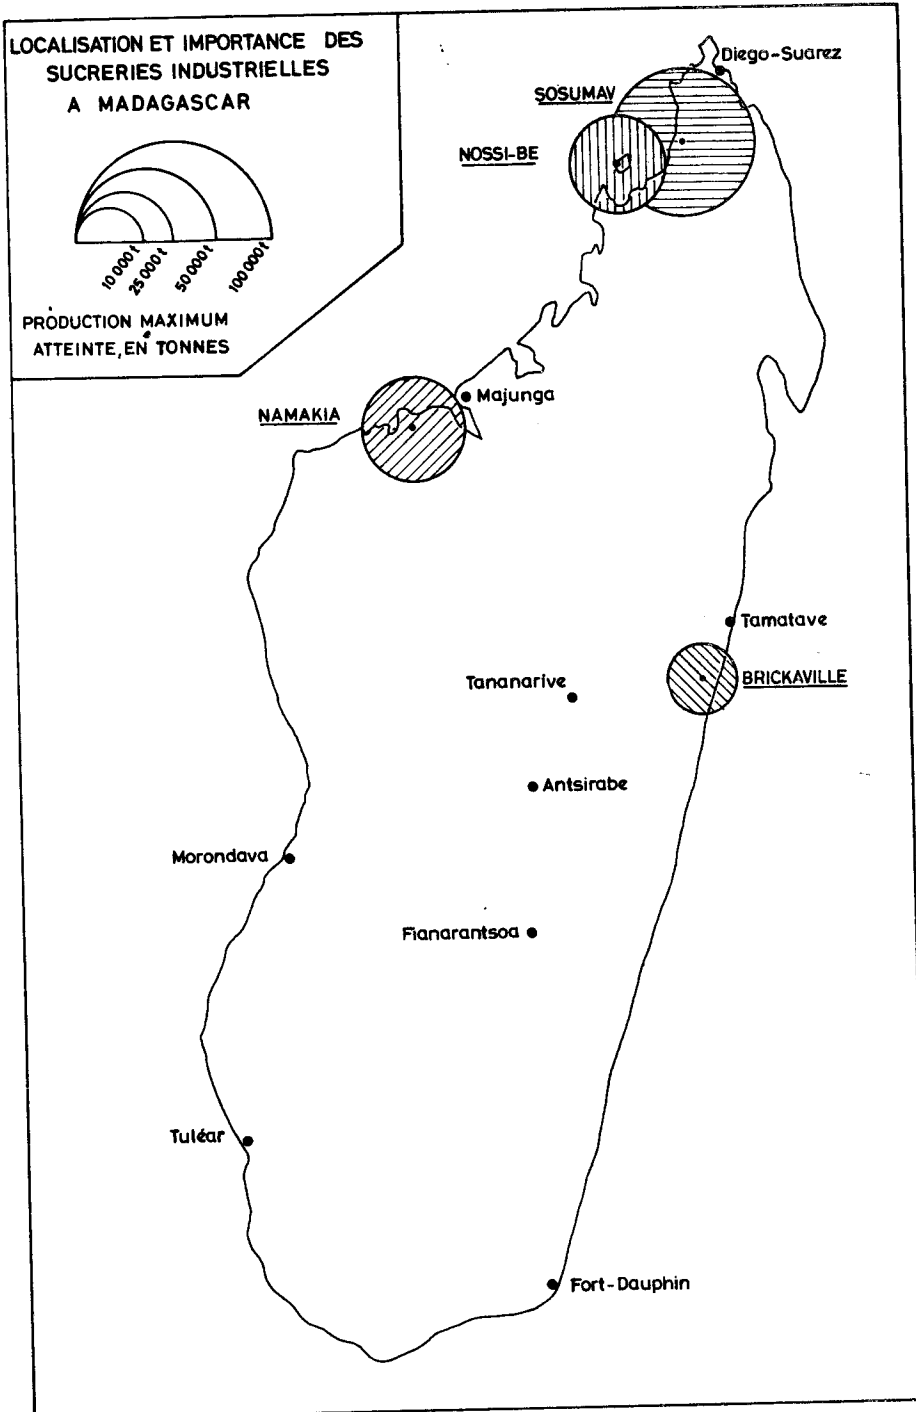 LOCALISATION ET IMPORTANCE DES
SUCRERIES INDUSTRIELLES
A MADAGASCAR
10 000 t
25 000 t
50 000 t
100 000 t
PRODUCTION MAXIMUM
ATTEINTE, EN TONNES
Diego-Suarez
SOSUMAV
NOSSI-BE
Majunga
NAMAKIA
Tamatave
Tananarive
BRICKAVILLE
Antsirabe
Morondava
Fianarantsoa
Tuléar
Fort-Dauphin